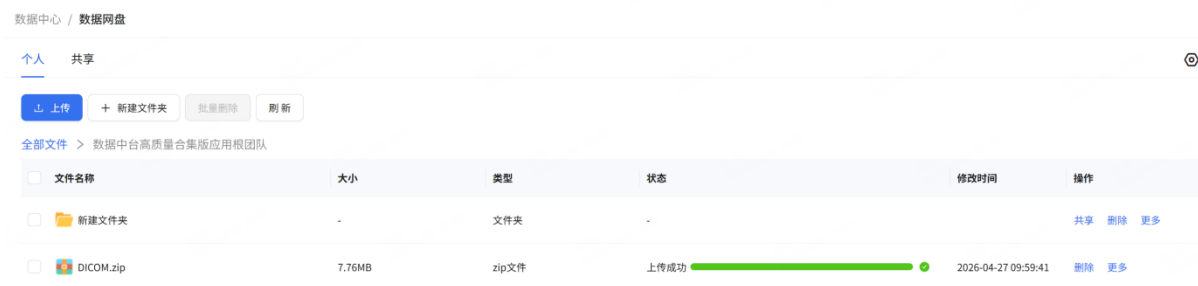 数据中心 / 数据网盘
个人 共享
上传 + 新建文件夹 批量删除 刷新
全部文件 > 数据中台高质量合集版应用根团队
文件名称 大小 类型 状态 修改时间 操作
新建文件夹 - 文件夹 - 共享 删除 更多
DICOM.zip 7.76MB zip文件 上传成功 2026-04-27 09:59:41 删除 更多